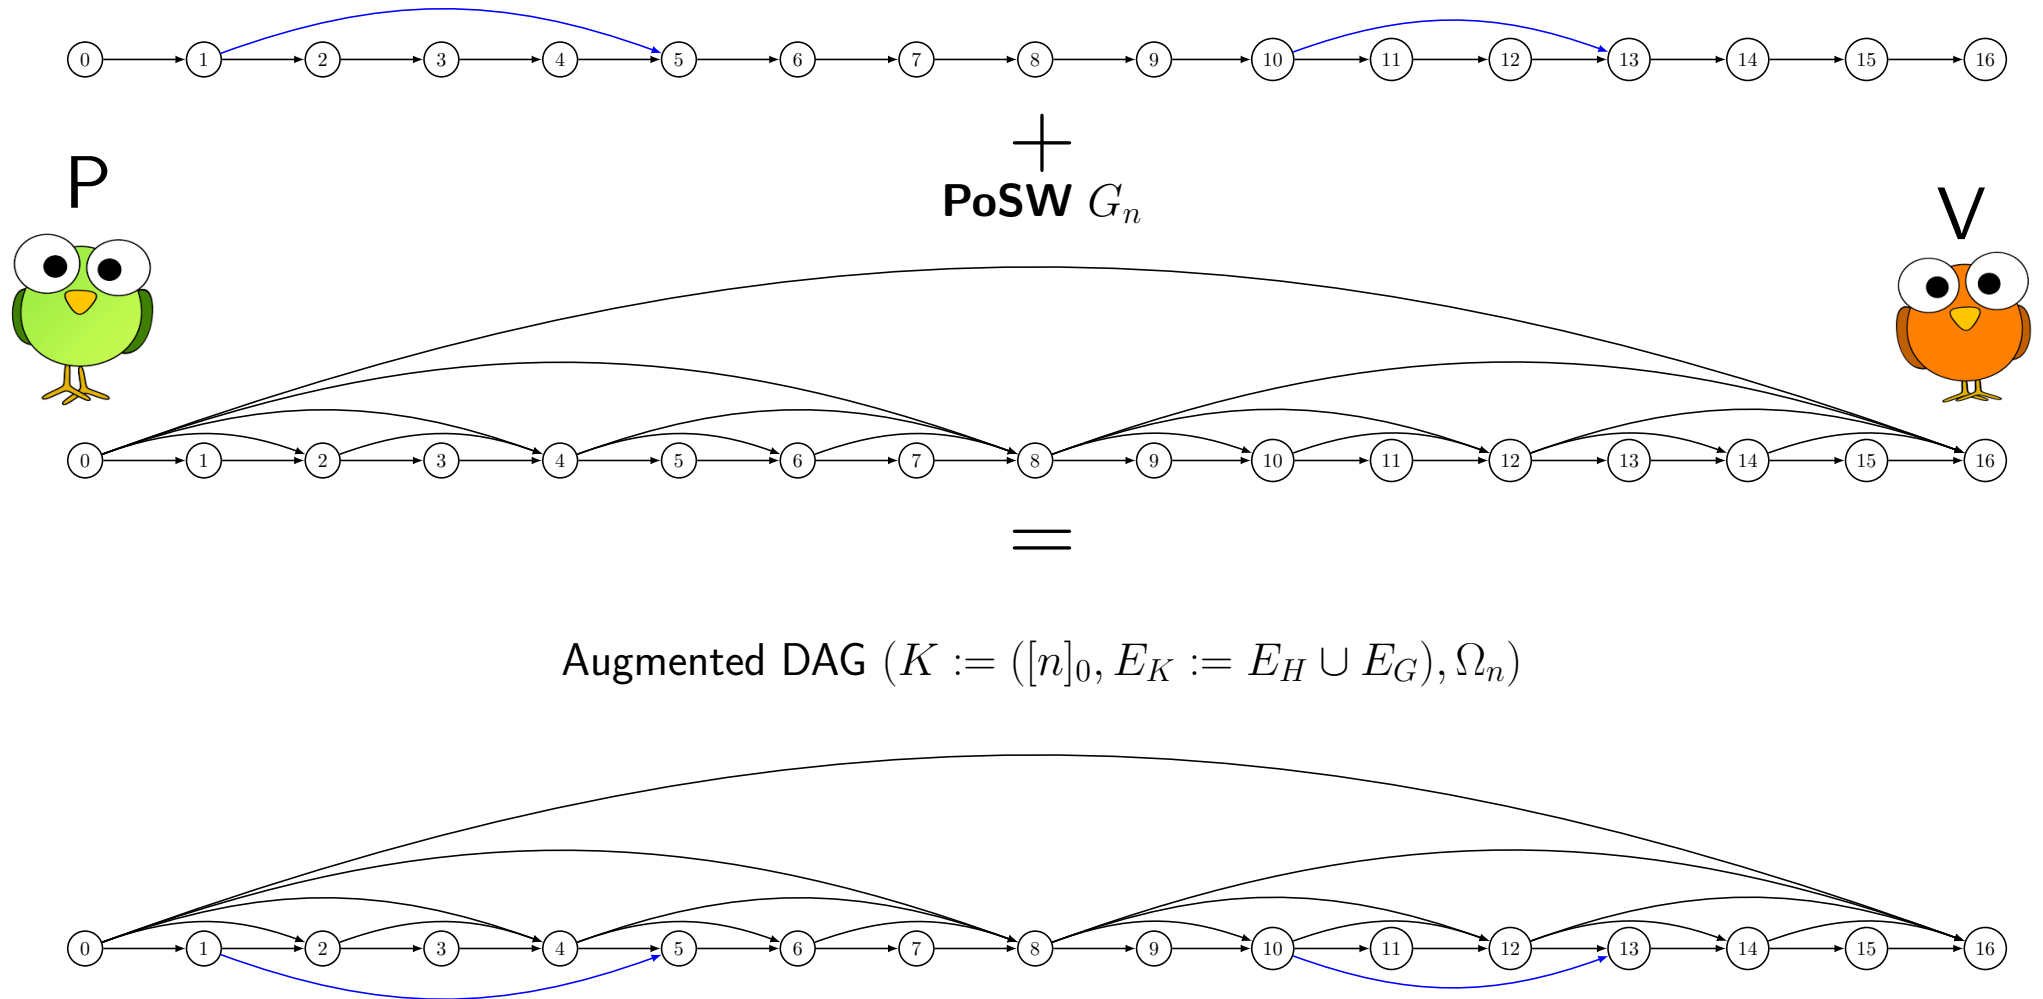 0 1 2 3 4 5 6 7 8 9 10 11 12 13 14 15 16
+
P
PoSW $G_n$
V
0 1 2 3 4 5 6 7 8 9 10 11 12 13 14 15 16
=
Augmented DAG $(K := ([n]_0, E_K := E_H \cup E_G), \Omega_n)$
0 1 2 3 4 5 6 7 8 9 10 11 12 13 14 15 16